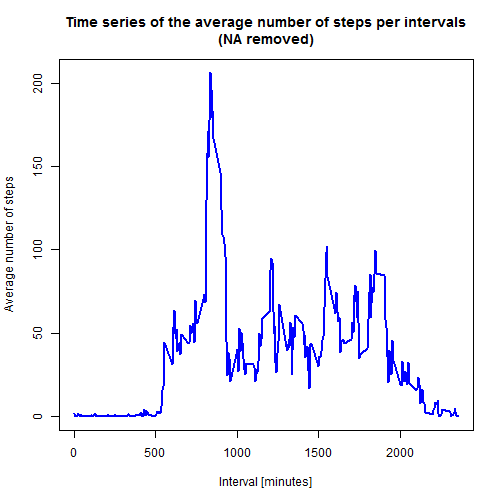 Time series of the average number of steps per intervals
(NA removed)
Average number of steps
200
150
100
50
0
0 500 1000 1500 2000
Interval [minutes]